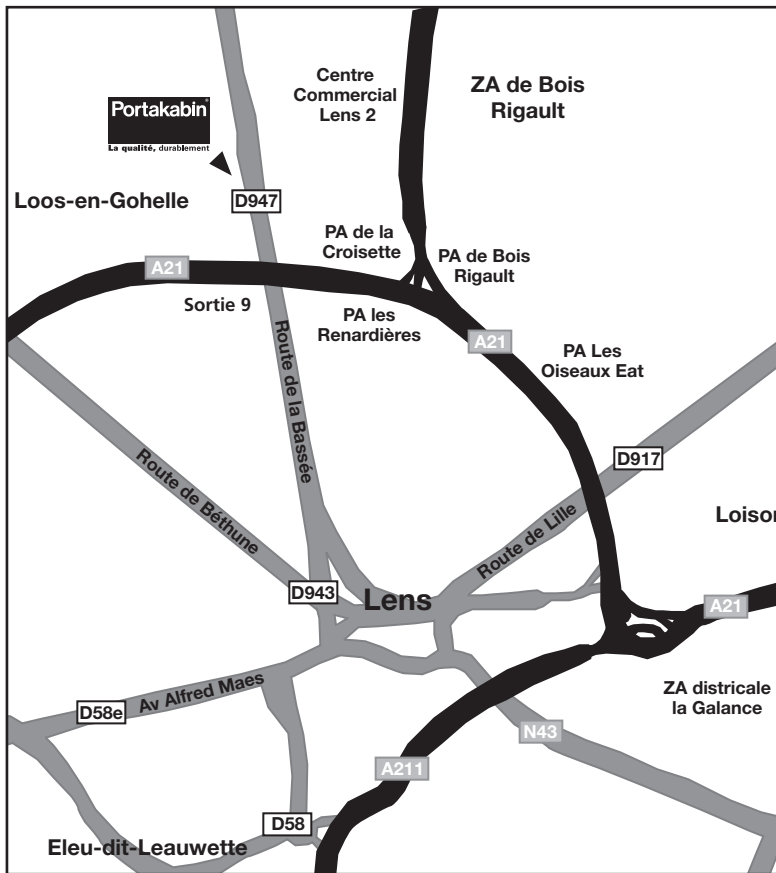 Centre
Commercial
Lens 2
ZA de Bois
Rigault
Portakabin®
La qualité, durablement
Loos-en-Gohelle
D947
PA de la
Croisette
PA de Bois
Rigault
A21
Sortie 9
PA les
Renardières
A21
PA Les
Oiseaux Eat
Route de la Bassée
D917
Route de Béthune
Route de Lille
Loison
D943
Lens
A21
Av Alfred Maes
ZA districale
la Galance
D58e
N43
A211
D58
Eleu-dit-Leauwette